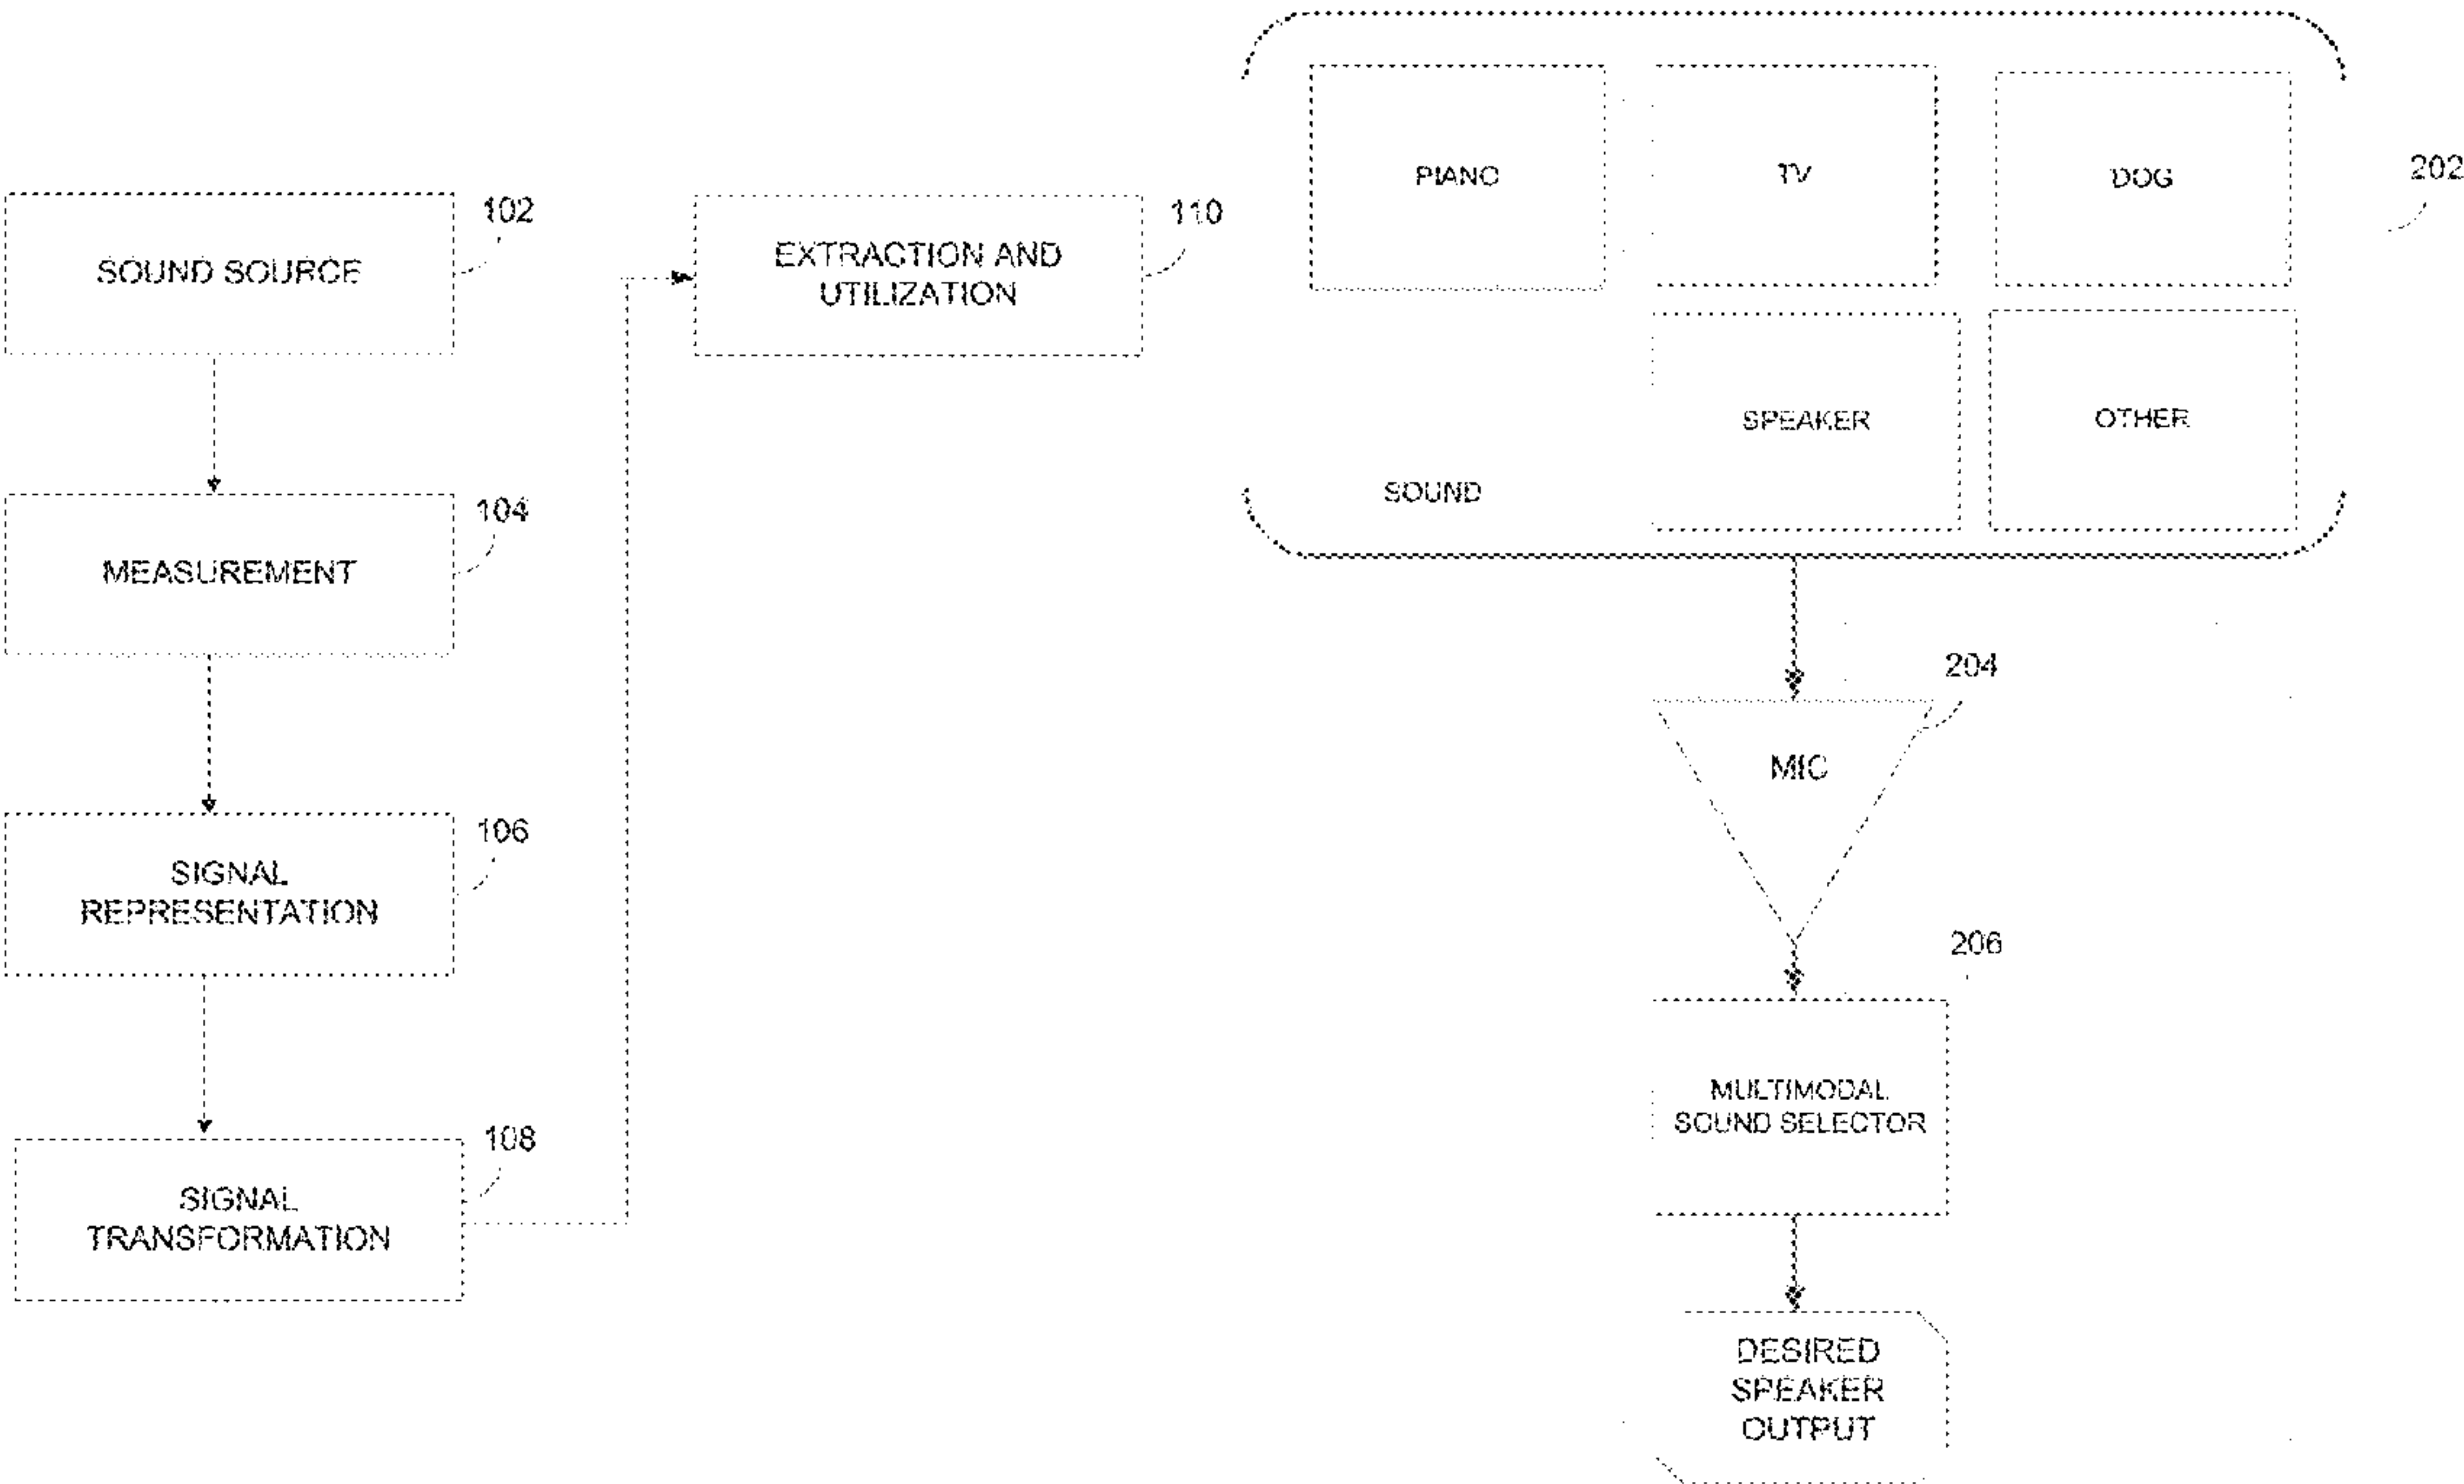 102
SOUND SOURCE
104
MEASUREMENT
106
SIGNAL
REPRESENTATION
108
SIGNAL
TRANSFORMATION
110
EXTRACTION AND
UTILIZATION
202
PIANO
TV
DOG
SPEAKER
OTHER
SOUND
204
MIC
206
MULTIMODAL
SOUND SELECTOR
DESIRED
SPEAKER
OUTPUT